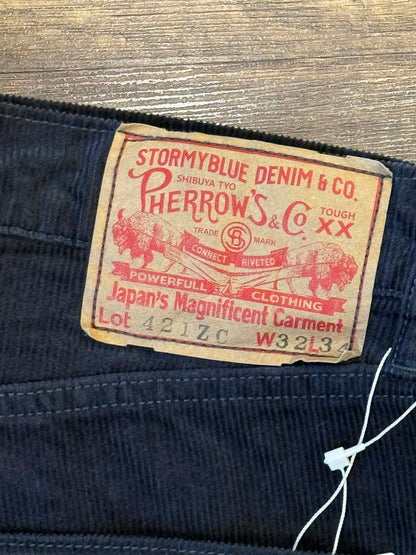 STORMYBLUE DENIM & CO.
SHIBUYA TYO
PHERROW'S & Co. TOUGH XX
TRADE SB MARK
CONNECT RIVETED
POWERFULL CLOTHING
Japan's Magnificent Garment
Lot 421ZC W32L34